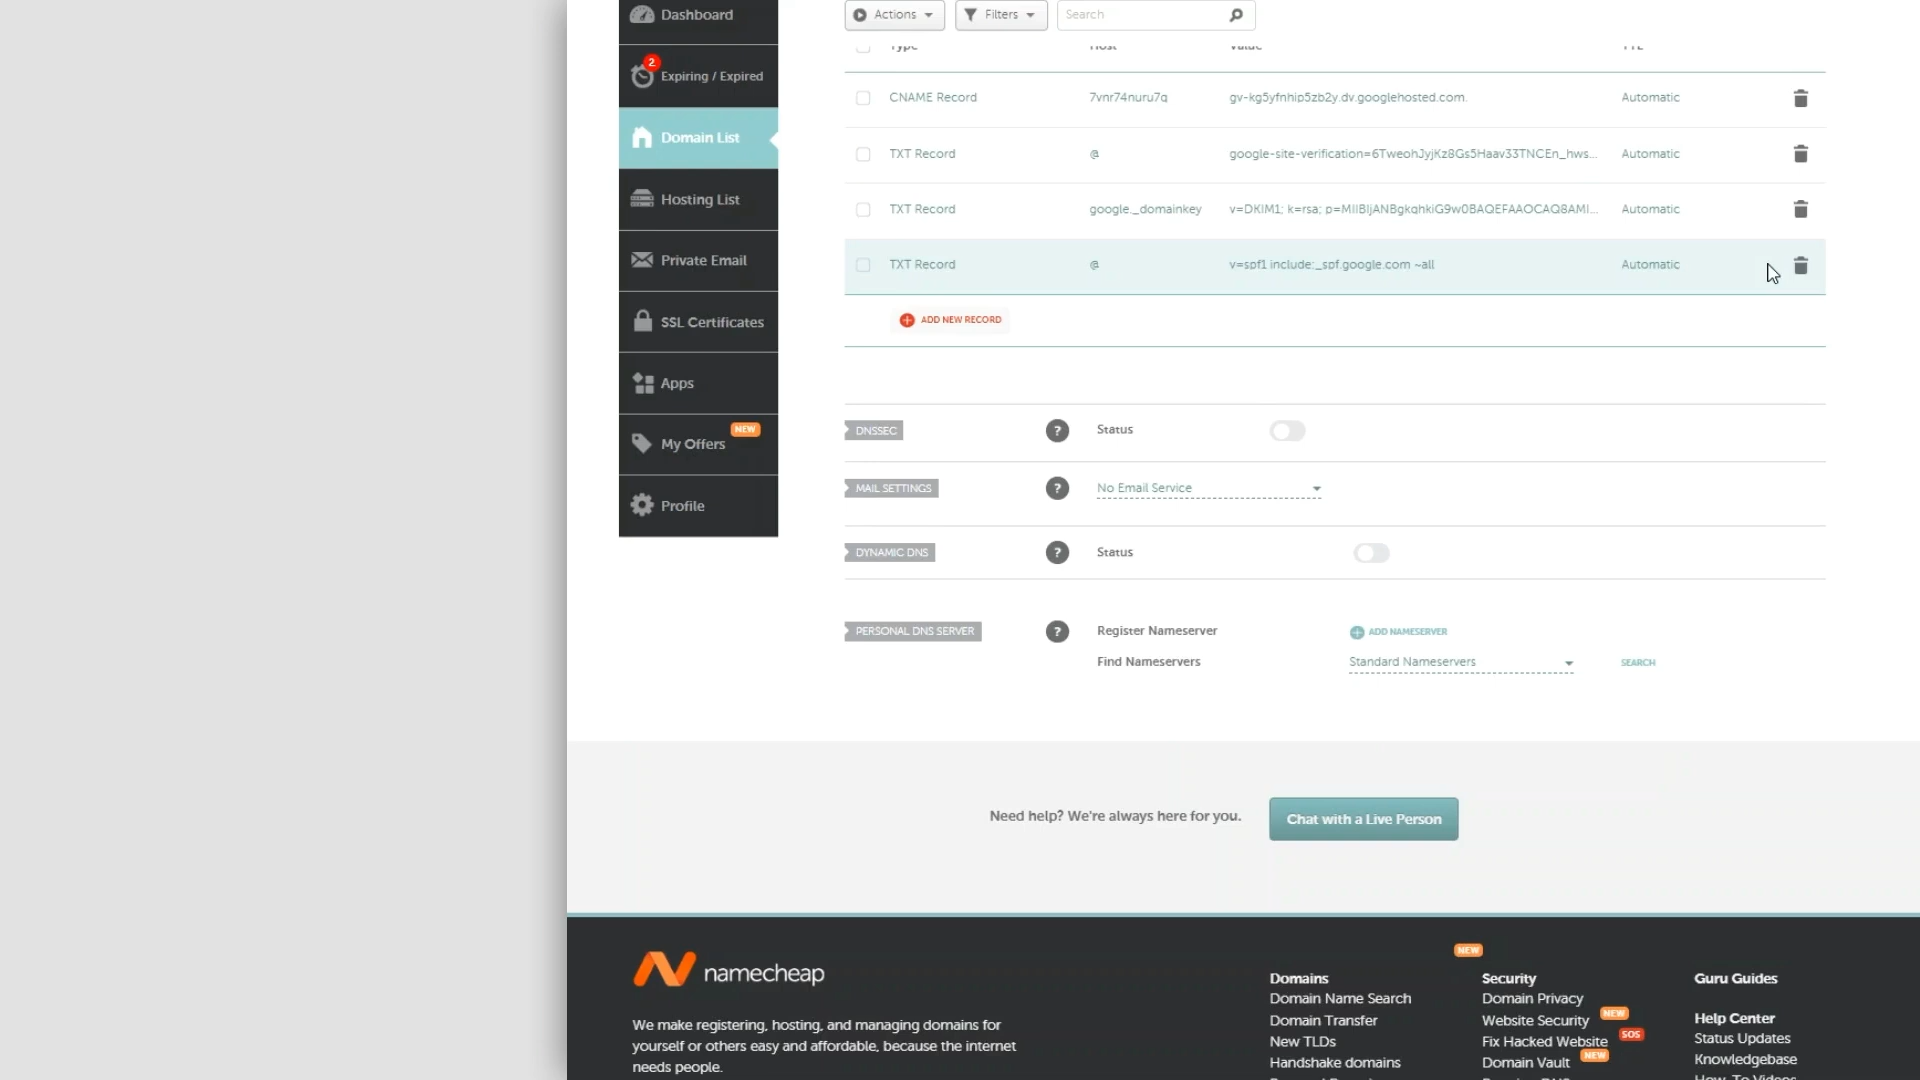 Dashboard
Actions
Filters
Search
Type Host Value TTL
2
Expiring / Expired
CNAME Record 7vnr74nuru7q gv-kg5yfnhip5zb2y.dv.googlehosted.com. Automatic
Domain List
TXT Record @ google-site-verification=6TweohJyjKz8Gs5Haav33TNCEn_hws... Automatic
Hosting List
TXT Record google._domainkey v=DKIM1; k=rsa; p=MIIBIjANBgkqhkiG9w0BAQEFAAOCAQ8AMI... Automatic
Private Email
TXT Record @ v=spf1 include:_spf.google.com ~all Automatic
SSL Certificates
ADD NEW RECORD
Apps
My Offers
NEW
Profile
DNSSEC ? Status
MAIL SETTINGS ? No Email Service
DYNAMIC DNS ? Status
PERSONAL DNS SERVER ? Register Nameserver ADD NAMESERVER
Find Nameservers Standard Nameservers SEARCH
Need help? We're always here for you.
Chat with a Live Person
namecheap
We make registering, hosting, and managing domains for
yourself or others easy and affordable, because the internet
needs people.
Domains
NEW
Domain Name Search
Domain Transfer
New TLDs
Handshake domains
Security
Domain Privacy
Website Security NEW
Fix Hacked Website SOS
Domain Vault NEW
Guru Guides
Help Center
Status Updates
Knowledgebase
How-To Videos